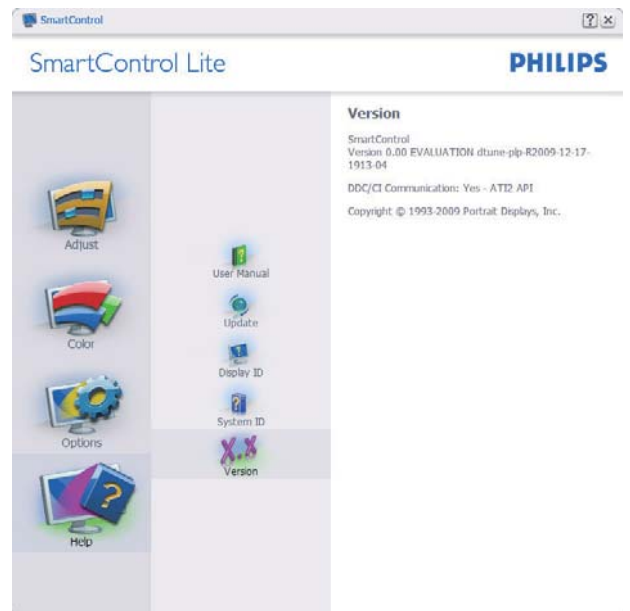 SmartControl
SmartControl Lite
PHILIPS
Adjust
Color
Options
Help
User Manual
Update
Display ID
System ID
X.X
Version
Version
SmartControl
Version 0.00 EVALUATION dtune-plp-R2009-12-17-
1913-04
DDC/CI Communication: Yes - ATI2 API
Copyright © 1993-2009 Portrait Displays, Inc.